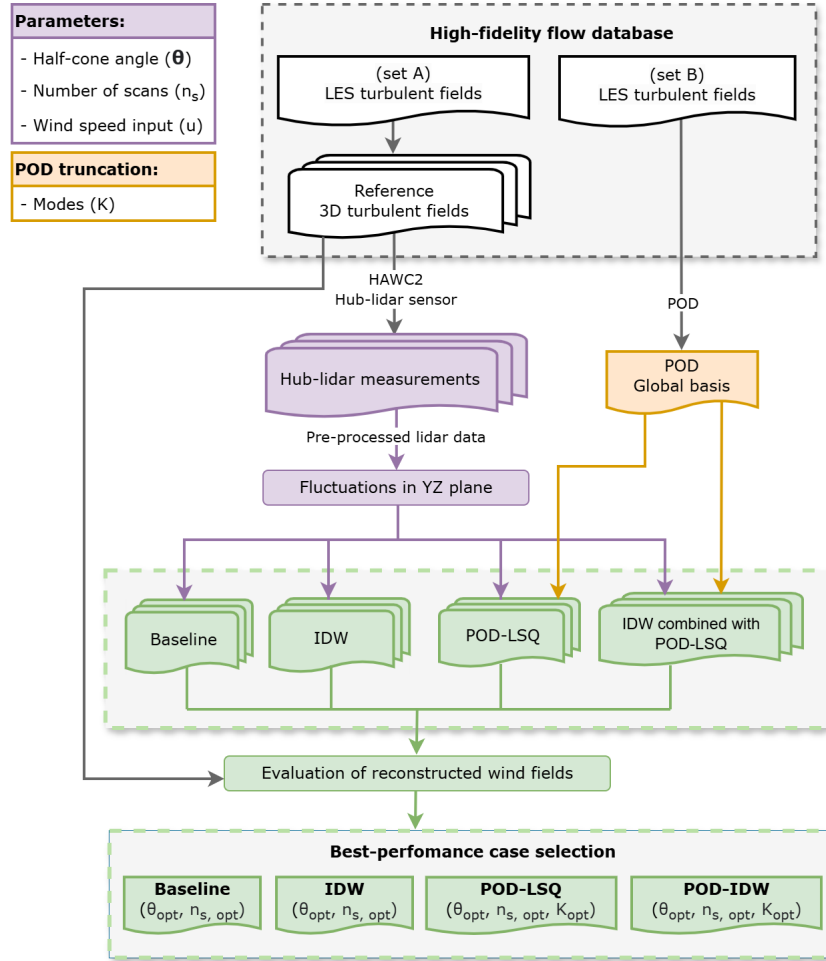 Parameters:
- Half-cone angle (θ)
- Number of scans (nₛ)
- Wind speed input (u)
POD truncation:
- Modes (K)
High-fidelity flow database
(set A)
LES turbulent fields
(set B)
LES turbulent fields
Reference
3D turbulent fields
HAWC2
Hub-lidar sensor
POD
Hub-lidar measurements
POD
Global basis
Pre-processed lidar data
Fluctuations in YZ plane
Baseline
IDW
POD-LSQ
IDW combined with
POD-LSQ
Evaluation of reconstructed wind fields
Best-perfomance case selection
Baseline
(θopt, ns, opt)
IDW
(θopt, ns, opt)
POD-LSQ
(θopt, ns, opt, Kopt)
POD-IDW
(θopt, ns, opt, Kopt)